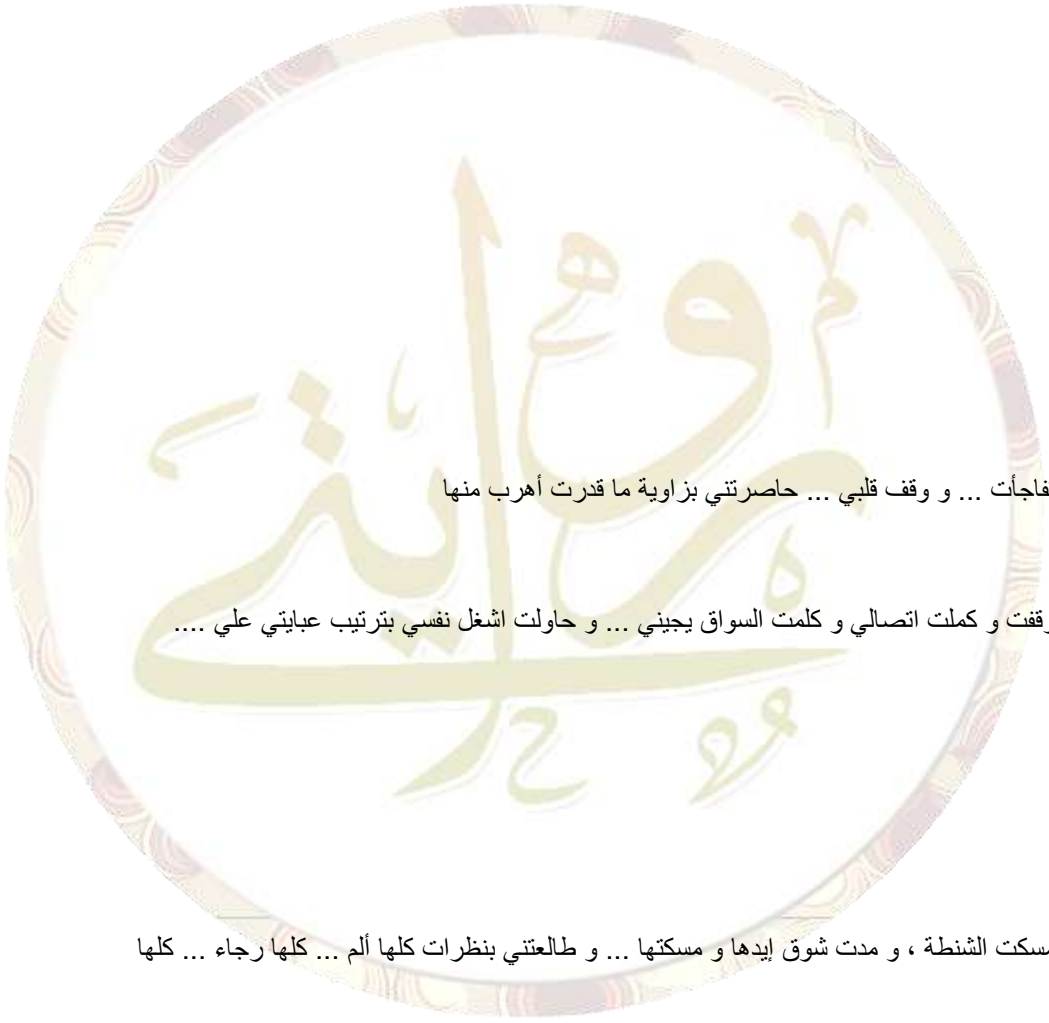 روايتي
فاجأت ... و وقف قلبي ... حاصرتني بزاوية ما قدرت أهرب منها
وقفت و كملت اتصالي و كلمت السواق يجيني ... و حاولت اشغل نفسي بترتيب عبايتي علي ....
مسكت الشنطة ، و مدت شوق إيدها و مسكتها ... و طالعتني بنظرات كلها ألم ... كلها رجاء ... كلها